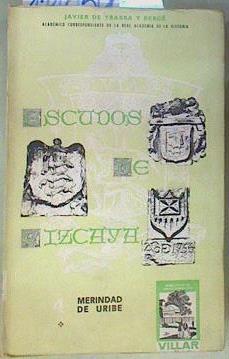 JAVIER DE YBARRA Y BERGÉ
ACADÉMICO CORRESPONDIENTE DE LA REAL ACADEMIA DE LA HISTORIA
ESCUDOS
DE
VIZCAYA
4
MERINDAD
DE URIBE
VILLAR